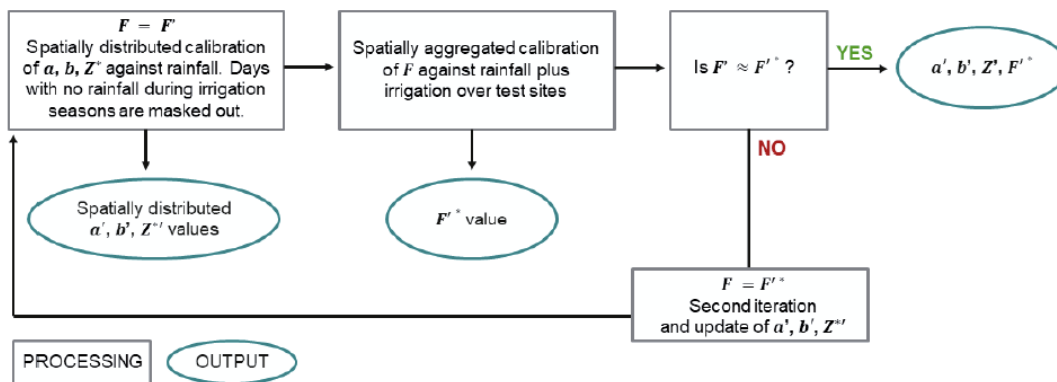 F = F'
Spatially distributed calibration
of a, b, Z* against rainfall. Days
with no rainfall during irrigation
seasons are masked out.
Spatially aggregated calibration
of F against rainfall plus
irrigation over test sites
Is F' ≈ F'* ?
YES
a', b', Z', F'*
NO
Spatially distributed
a', b', Z*' values
F'* value
F = F'*
Second iteration
and update of a', b', Z*'
PROCESSING
OUTPUT